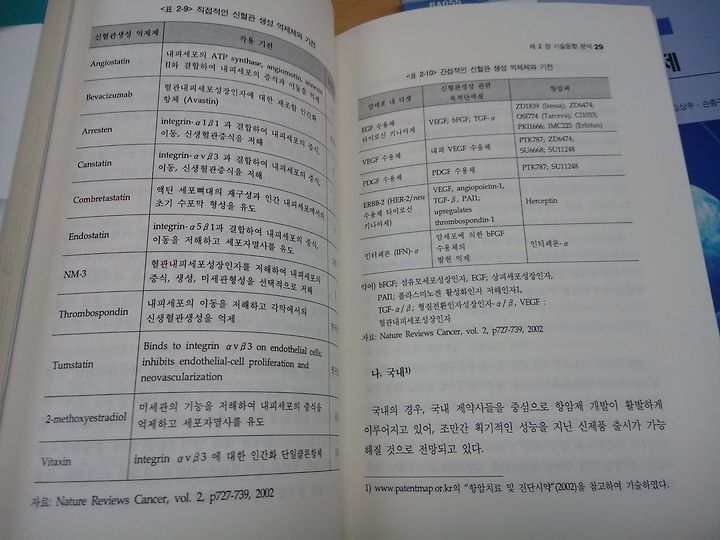 <표 2-9> 직접적인 신혈관 생성 억제제와 기전
신혈관생성 억제제 작용 기전
Angiostatin 내피세포의 ATP synthase, angiomotin, annexin
II와 결합하여 내피세포의 증식과 이동을 억제
Bevacizumab 혈관내피세포성장인자에 대한 재조합 인간화
항체 (Avastin)
Arresten integrin-α1β1 과 결합하여 내피세포의 증식,
이동, 신생혈관증식을 저해
Canstatin integrin-αvβ3 과 결합하여 내피세포의 증식,
이동, 신생혈관증식을 저해
Combretastatin 액틴 세포뼈대의 재구성과 인간 내피세포에서의
초기 수포막 형성을 유도
Endostatin integrin-α5β1과 결합하여 내피세포의 증식,
이동을 저해하고 세포자멸사를 유도
NM-3 혈관내피세포성장인자를 저해하여 내피세포의
증식, 생성, 미세관형성을 선택적으로 저해
Thrombospondin 내피세포의 이동을 저해하고 각막에서의
신생혈관생성을 억제
Tumstatin Binds to integrin αvβ3 on endothelial cells;
inhibits endothelial-cell proliferation and
neovascularization
2-methoxyestradiol 미세관의 기능을 저해하여 내피세포의 증식을
억제하고 세포자멸사를 유도
Vitaxin integrin αvβ3 에 대한 인간화 단일클론항체
자료: Nature Reviews Cancer, vol. 2, p727-739, 2002
제 2 장 기술동향 분석 29
<표 2-10> 간접적인 신혈관 생성 억제제와 기전
암세포 내 타겟 신혈관생성 관련 목적단백질 항암제
EGF 수용체 타이로신 키나아제 VEGF; bFGF; TGF-α ZD1839 (Iressa); ZD6474;
OSI774 (Tarceva); CI1033;
PKI1666; IMC225 (Erbitux)
VEGF 수용체 내피 VEGF 수용체 PTK787; ZD6474;
SU6668; SU11248
PDGF 수용체 PDGF 수용체 PTK787; SU11248
ERBB-2 (HER-2/neu 수용체 타이로신 키나아제) VEGF, angiopoietin-1,
TGF-β, PAI1;
upregulates
thrombospondin-1
Herceptin
인터페론 (IFN)-α 암세포에 의한 bFGF
수용체의
발현 억제
인터페론-α
약어) bFGF; 섬유모세포성장인자, EGF; 상피세포성장인자,
PAI1; 플라스미노겐 활성화인자 저해인자1,
TGF-α/β; 형질전환인자성장인자-α/β, VEGF :
혈관내피세포성장인자
자료: Nature Reviews Cancer, vol. 2, p727-739, 2002
나. 국내1)
국내의 경우, 국내 제약사들을 중심으로 항암제 개발이 활발하게
이루어지고 있어, 조만간 획기적인 성능을 지닌 신제품 출시가 가능
해질 것으로 전망되고 있다.
1) www.patentmap.or.kr의 "항암치료 및 진단시약"(2002)을 참고하여 기술하였다.